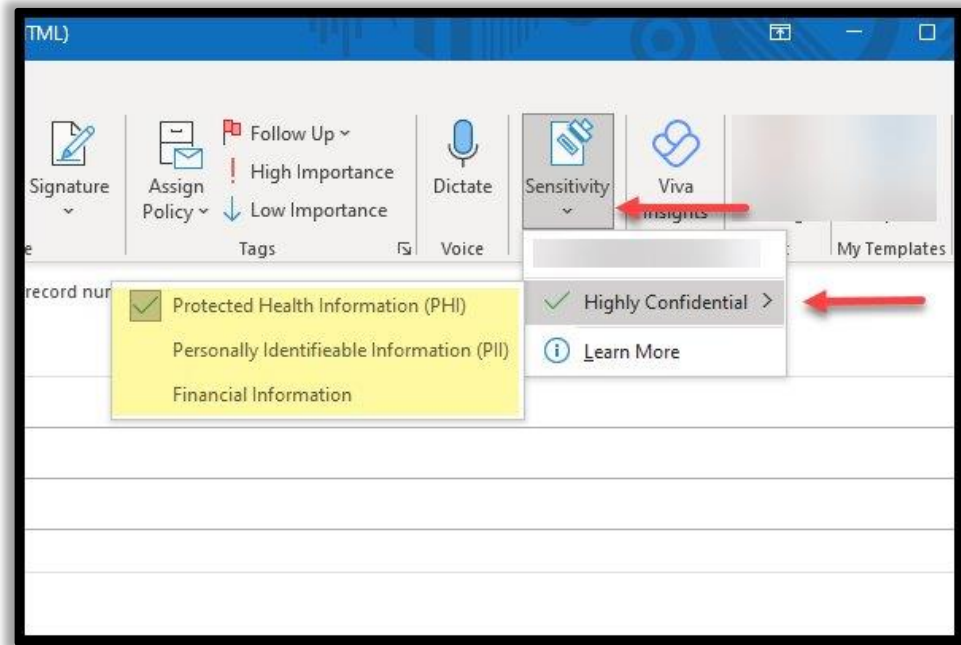 TML)
Signature
Assign
Policy
Follow Up
High Importance
Low Importance
Dictate
Sensitivity
Viva
Insights
e
Tags
Voice
My Templates
record nur
Protected Health Information (PHI)
Personally Identifieable Information (PII)
Financial Information
Highly Confidential
Learn More